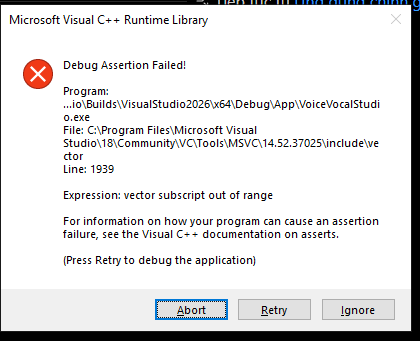 Microsoft Visual C++ Runtime Library
Debug Assertion Failed!
Program:
...io\Builds\VisualStudio2026\x64\Debug\App\VoiceVocalStudi
o.exe
File: C:\Program Files\Microsoft Visual
Studio\18\Community\VC\Tools\MSVC\14.52.37025\include\ve
ctor
Line: 1939
Expression: vector subscript out of range
For information on how your program can cause an assertion
failure, see the Visual C++ documentation on asserts.
(Press Retry to debug the application)
Abort
Retry
Ignore